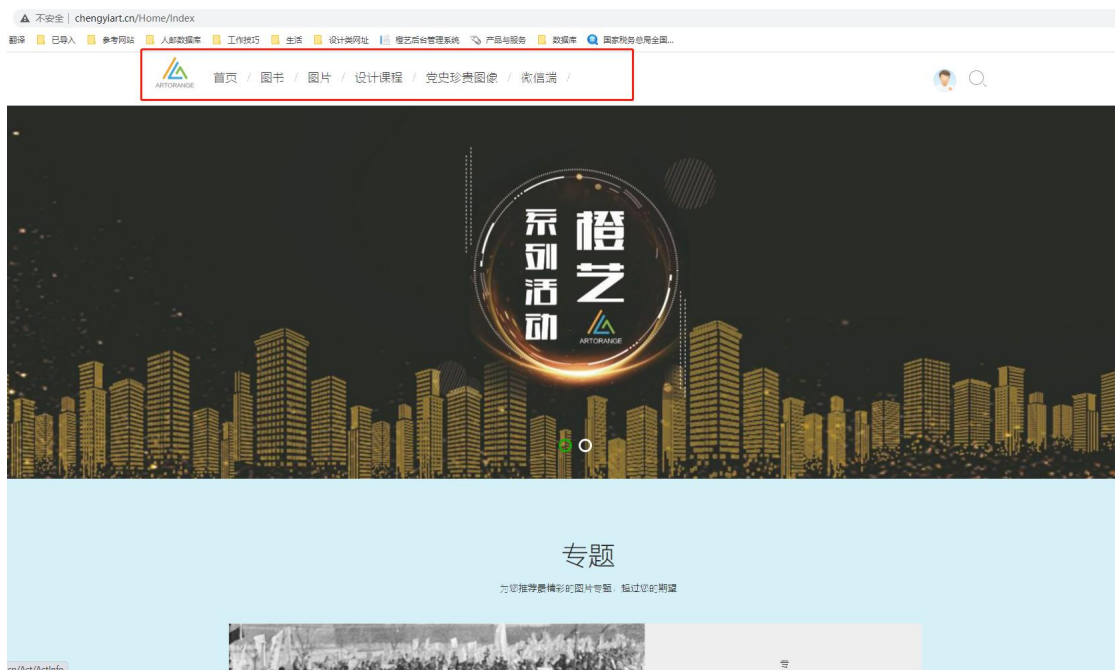 不安全 | chengyiart.cn/Home/Index
翻译 已导入 参考网站 人邮数据库 工作技巧 生活 设计类网址 橙艺后台管理系统 产品与服务 数据库 国家税务总局全国...
ARTORANGE 首页 / 图书 / 图片 / 设计课程 / 党史珍贵图像 / 微信端 /
橙艺
系列活动
ARTORANGE
专题
为您推荐最精彩的图片专题,超过您的期望
专
cn/Act/ActInfo